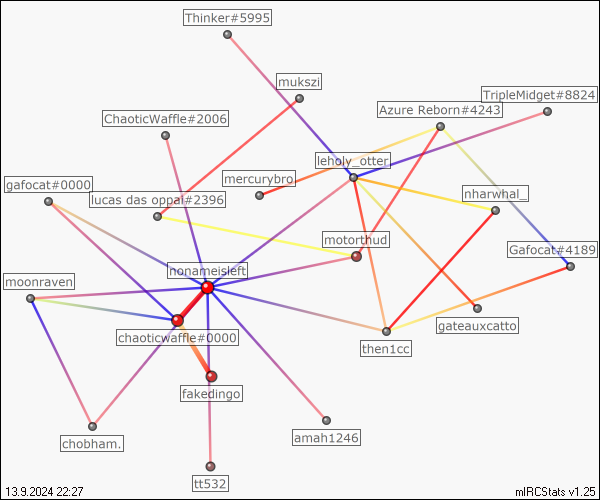 Thinker#5995
mukszi
TripleMidget#8824
Azure Reborn#4243
ChaoticWaffle#2006
leholy_otter
mercurybro
gafocat#0000
lucas das oppal#2396
nharwhal_
motorthud
Gafocat#4189
nonameisleft
moonraven
gateauxcatto
chaoticwaffle#0000
then1cc
fakedingo
amah1246
chobham.
tt532
13.9.2024 22:27
mIRCStats v1.25